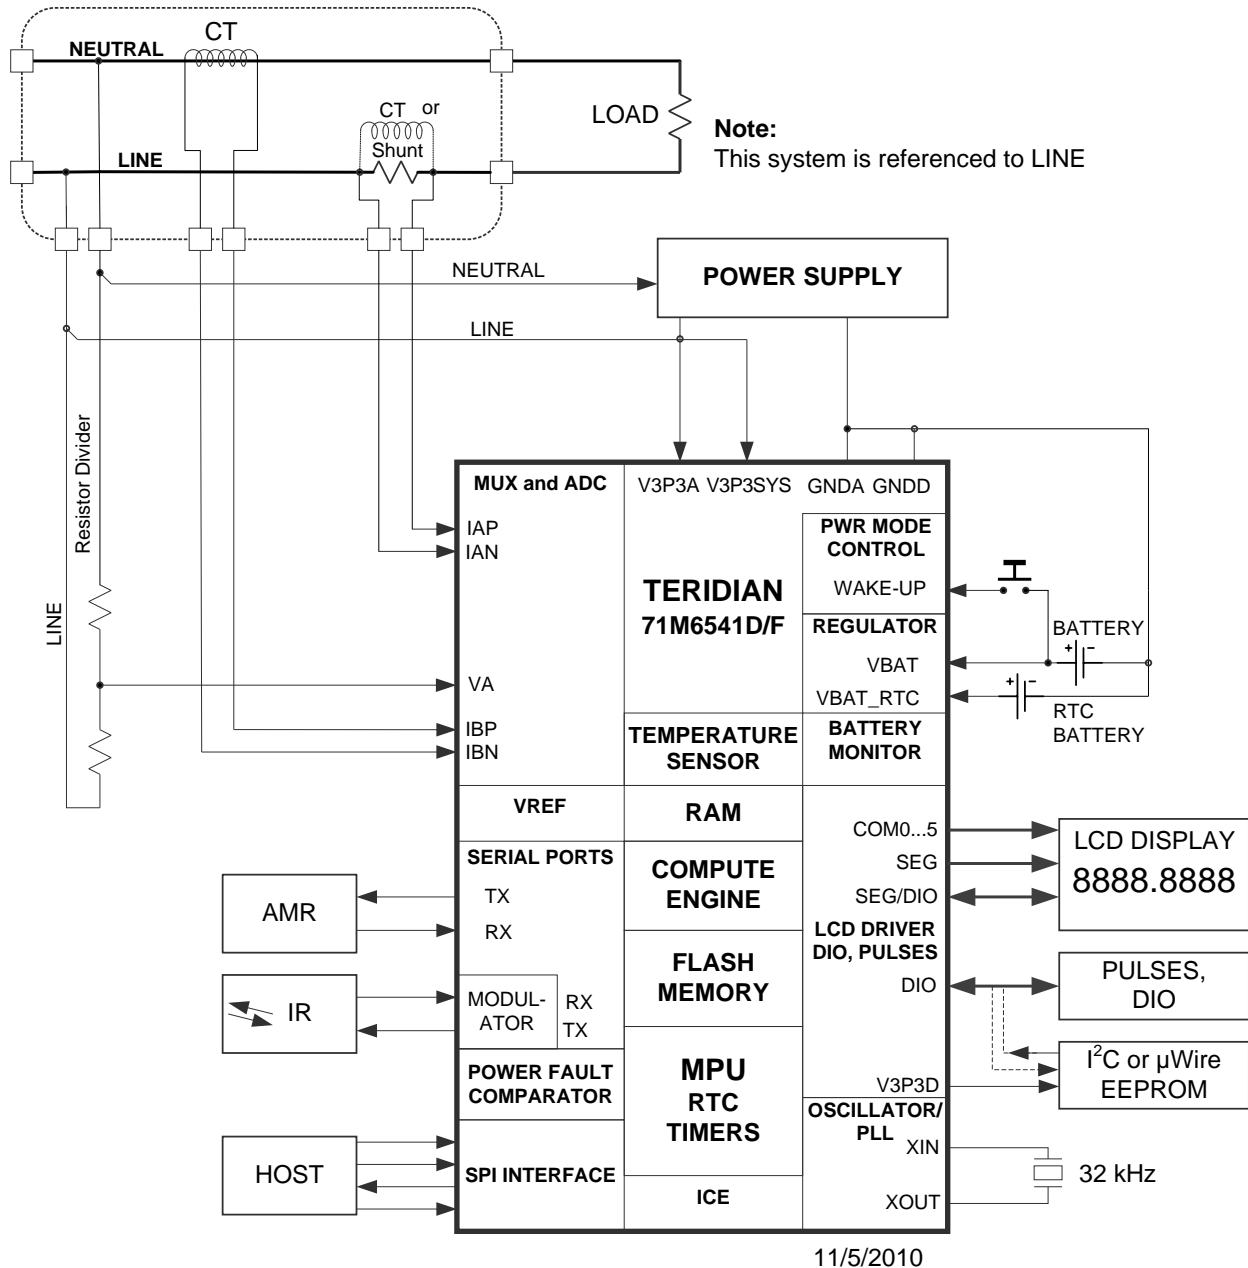 CT
NEUTRAL
CT or
Shunt
LOAD
LINE
Note:
This system is referenced to LINE
NEUTRAL
POWER SUPPLY
LINE
Resistor Divider
LINE
MUX and ADC
V3P3A V3P3SYS GNDA GNDD
IAP
IAN
PWR MODE
CONTROL
TERIDIAN
71M6541D/F
WAKE-UP
REGULATOR
BATTERY
+ -
VBAT
+ -
VBAT_RTC
RTC
BATTERY
VA
IBP
IBN
TEMPERATURE
SENSOR
BATTERY
MONITOR
VREF
RAM
COM0...5
SEG
SEG/DIO
LCD DISPLAY
8888.8888
SERIAL PORTS
TX
RX
AMR
COMPUTE
ENGINE
LCD DRIVER
DIO, PULSES
FLASH
MEMORY
DIO
PULSES,
DIO
IR
MODUL-
ATOR
RX
TX
I²C or µWire
EEPROM
V3P3D
POWER FAULT
COMPARATOR
MPU
RTC
TIMERS
OSCILLATOR/
PLL
XIN
32 kHz
XOUT
HOST
SPI INTERFACE
ICE
11/5/2010